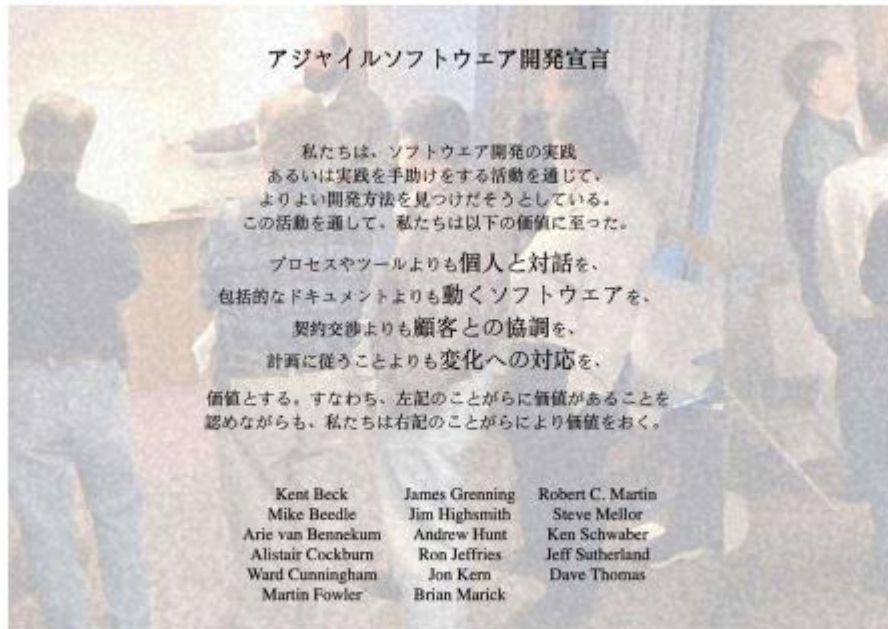 アジャイルソフトウエア開発宣言
私たちは、ソフトウエア開発の実践
あるいは実践を手助けをする活動を通じて、
よりよい開発方法を見つけだそうとしている。
この活動を通して、私たちは以下の価値に至った。
プロセスやツールよりも個人と対話を、
包括的なドキュメントよりも動くソフトウエアを、
契約交渉よりも顧客との協調を、
計画に従うことよりも変化への対応を、
価値とする。すなわち、左記のことがらに価値があることを
認めながらも、私たちは右記のことがらにより価値をおく。
Kent Beck James Grenning Robert C. Martin
Mike Beedle Jim Highsmith Steve Mellor
Arie van Bennekum Andrew Hunt Ken Schwaber
Alistair Cockburn Ron Jeffries Jeff Sutherland
Ward Cunningham Jon Kern Dave Thomas
Martin Fowler Brian Marick